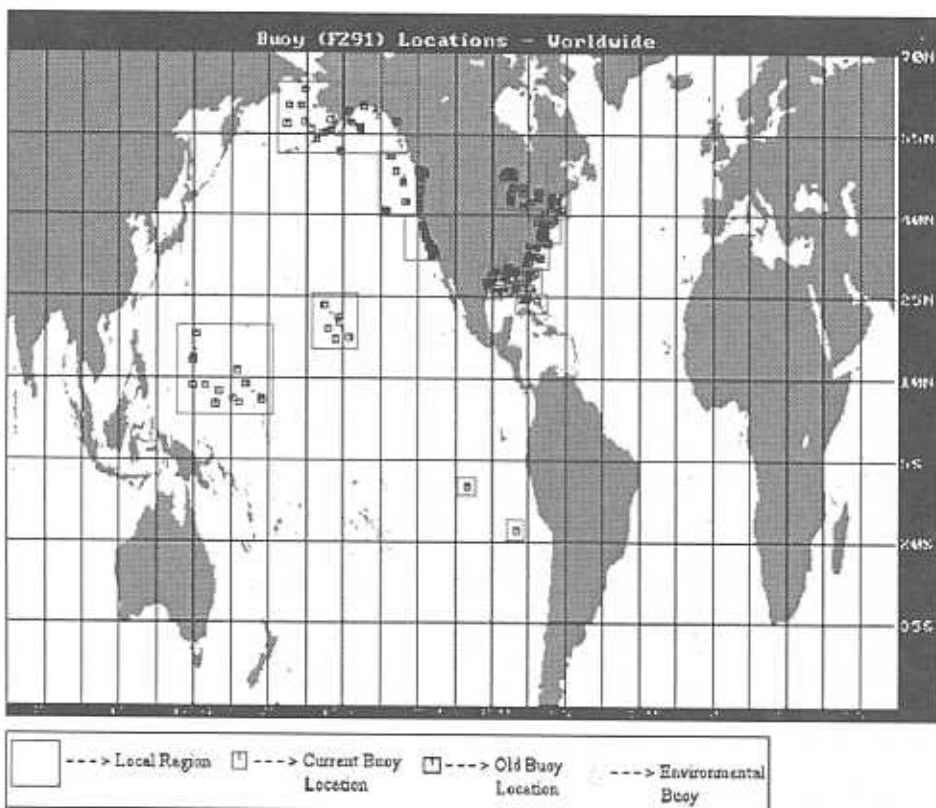 Buoy (F291) Locations - Worldwide
70N
55N
40N
25N
10N
5S
20S
35S
----> Local Region
----> Current Buoy Location
----> Old Buoy Location
----> Environmental Buoy